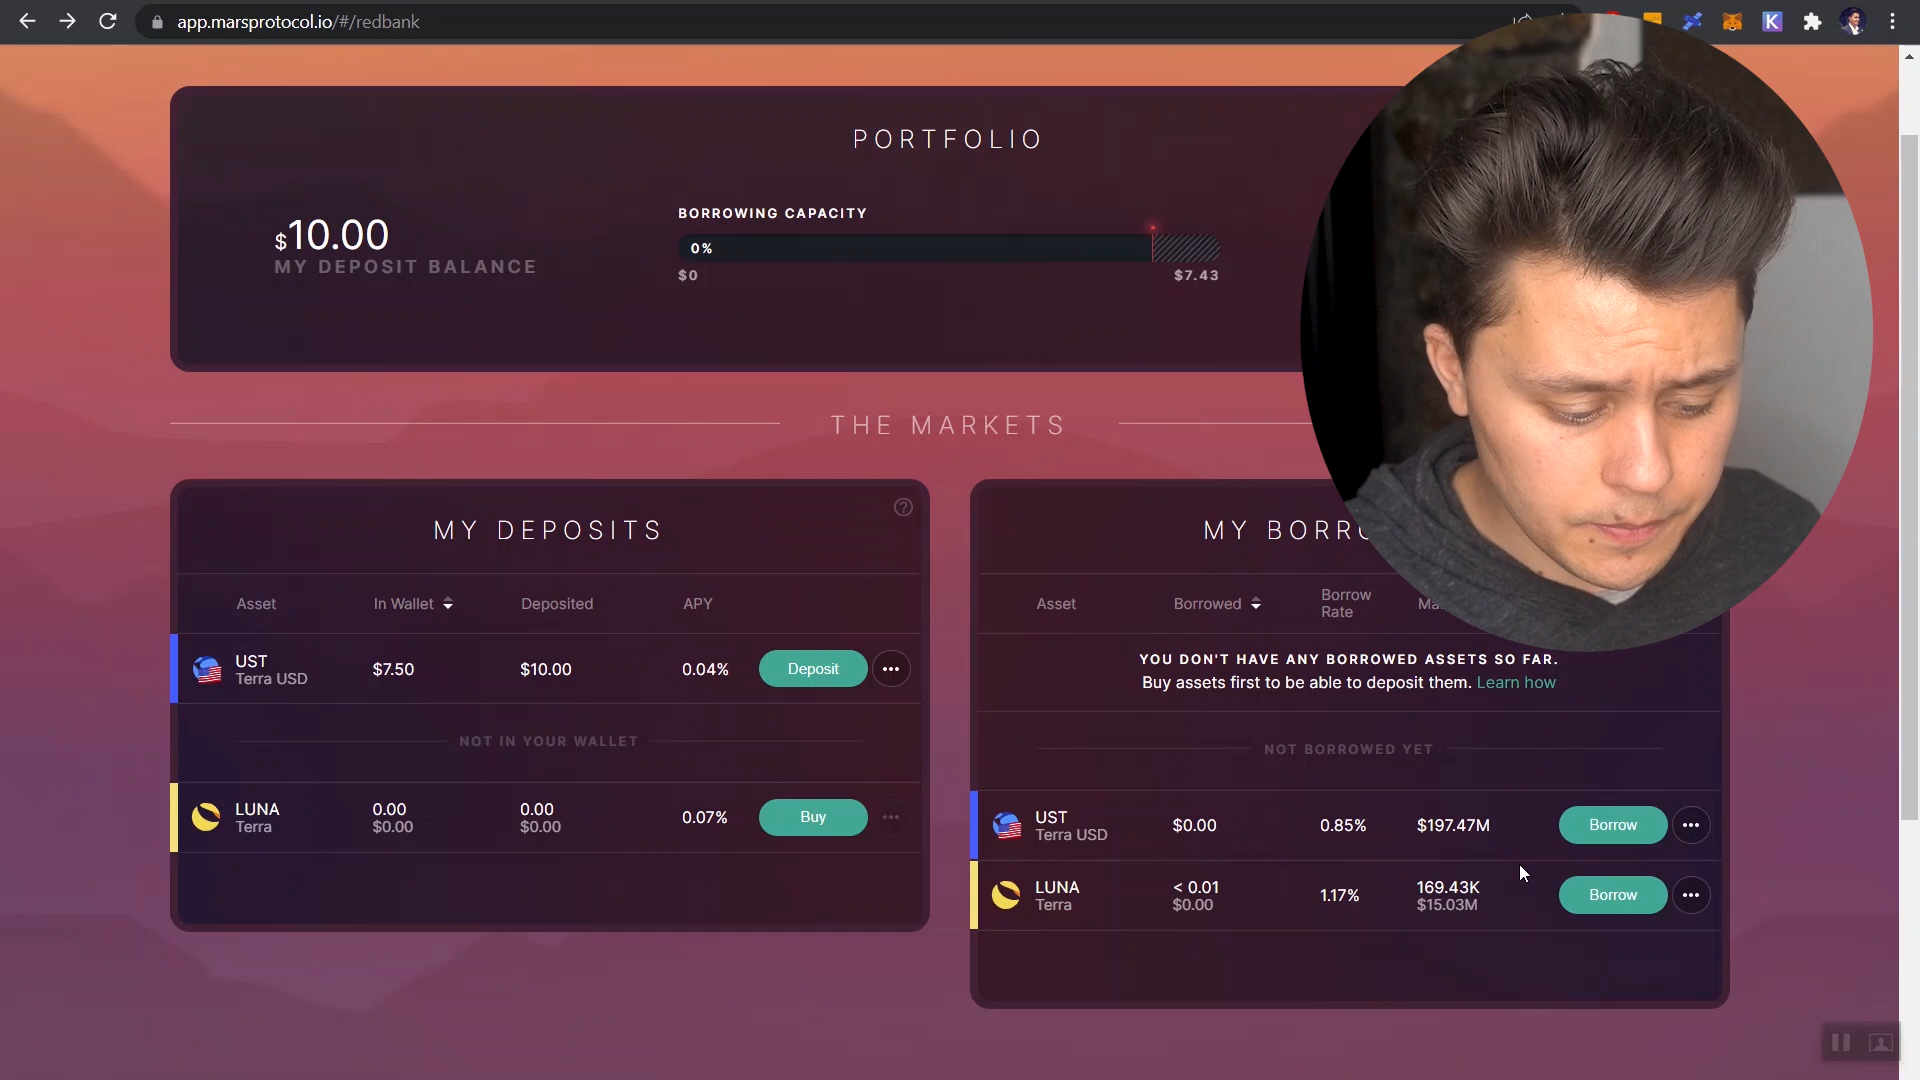 app.marsprotocol.io/#/redbank
K
PORTFOLIO
$10.00
MY DEPOSIT BALANCE
BORROWING CAPACITY
0%
$0
$7.43
THE MARKETS
MY DEPOSITS
?
Asset In Wallet Deposited APY
UST
Terra USD
$7.50 $10.00 0.04% Deposit
NOT IN YOUR WALLET
LUNA
Terra
0.00
$0.00
0.00
$0.00
0.07% Buy
MY
Asset Borrowed Borrow
Rate
YOU DON'T HAVE ANY BORROWED ASSETS SO FAR.
Buy assets first to be able to deposit them. Learn how
NOT BORROWED YET
UST
Terra USD
$0.00 0.85% $197.47M Borrow
LUNA
Terra
< 0.01
$0.00
1.17%
169.43K
$15.03M
Borrow